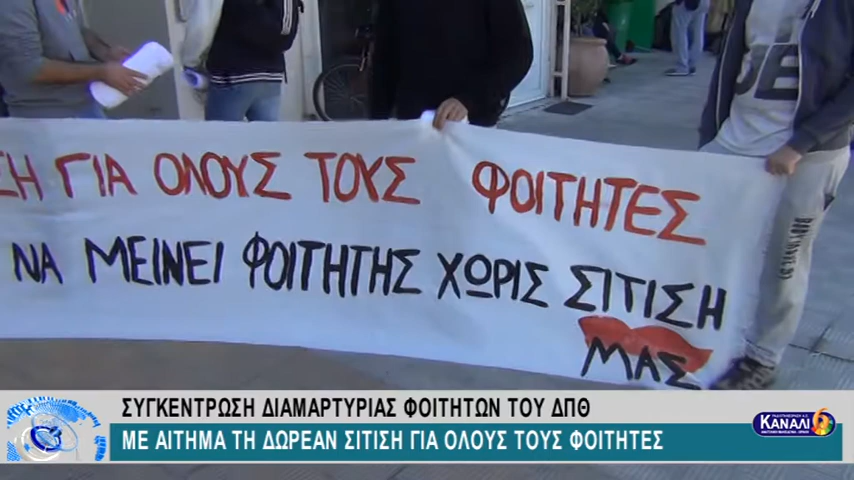 ΣΗ ΓΙΑ ΟΛΟΥΣ ΤΟΥΣ ΦΟΙΤΗΤΕΣ
ΝΑ ΜΕΙΝΕΙ ΦΟΙΤΗΤΗΣ ΧΩΡΙΣ ΣΙΤΙΣΗ
ΜΑΣ
ΣΥΓΚΕΝΤΡΩΣΗ ΔΙΑΜΑΡΤΥΡΙΑΣ ΦΟΙΤΗΤΩΝ ΤΟΥ ΔΠΘ
ΜΕ ΑΙΤΗΜΑ ΤΗ ΔΩΡΕΑΝ ΣΙΤΙΣΗ ΓΙΑ ΟΛΟΥΣ ΤΟΥΣ ΦΟΙΤΗΤΕΣ
ΚΑΝΑΛΙ 6